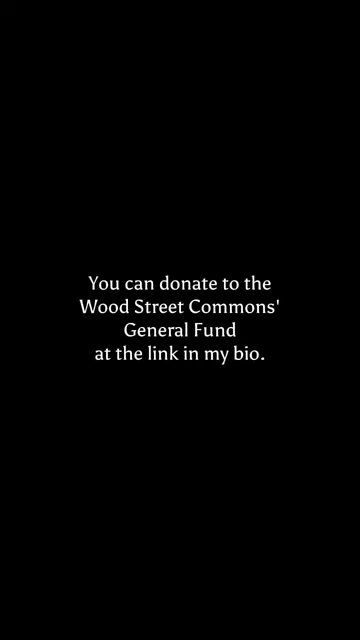 You can donate to the
Wood Street Commons'
General Fund
at the link in my bio.